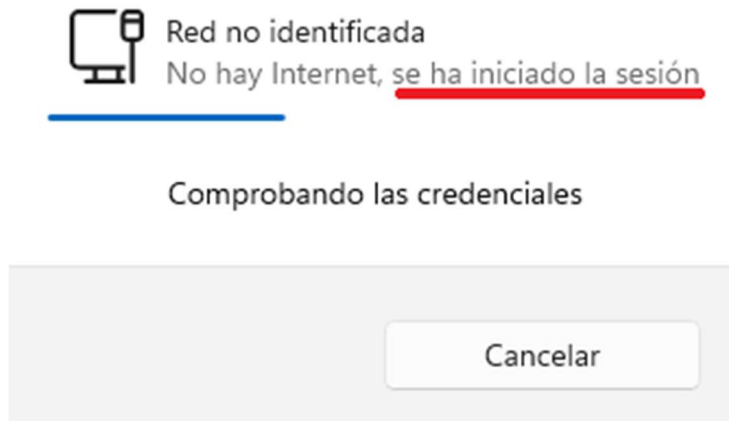 Red no identificada
No hay Internet, se ha iniciado la sesión
Comprobando las credenciales
Cancelar